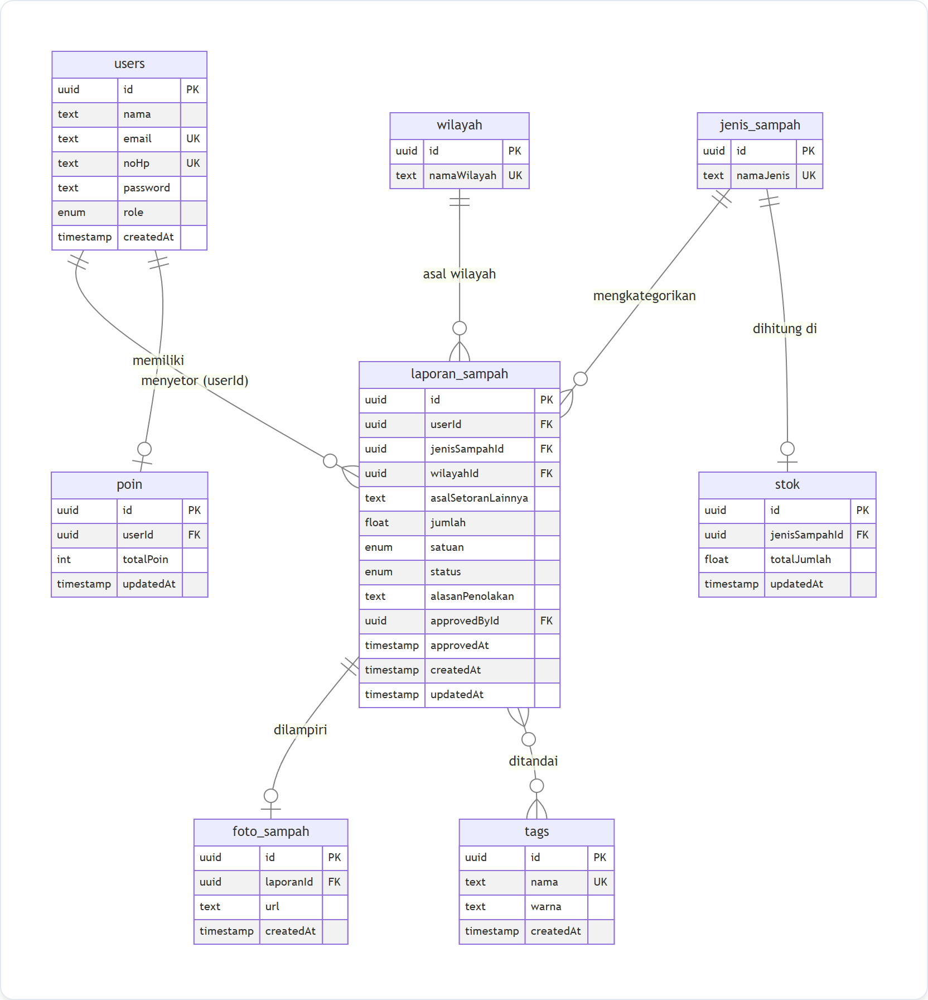 users
uuid id PK
text nama
text email UK
text noHp UK
text password
enum role
timestamp createdAt
wilayah
uuid id PK
text namaWilayah UK
jenis_sampah
uuid id PK
text namaJenis UK
asal wilayah
mengkategorikan
dihitung di
memiliki
menyetor (userId)
laporan_sampah
uuid id PK
uuid userId FK
uuid jenisSampahId FK
uuid wilayahId FK
text asalSetoranLainnya
float jumlah
enum satuan
enum status
text alasanPenolakan
uuid approvedById FK
timestamp approvedAt
timestamp createdAt
timestamp updatedAt
poin
uuid id PK
uuid userId FK
int totalPoin
timestamp updatedAt
stok
uuid id PK
uuid jenisSampahId FK
float totalJumlah
timestamp updatedAt
dilampiri
ditandai
foto_sampah
uuid id PK
uuid laporanId FK
text url
timestamp createdAt
tags
uuid id PK
text nama UK
text warna
timestamp createdAt